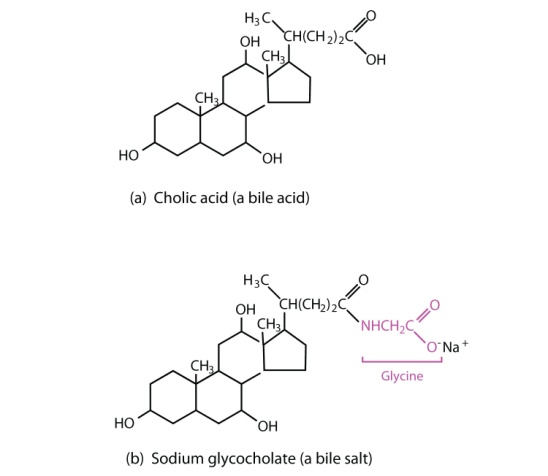 H₃C
O
CH(CH₂)₂C
OH
OH
CH₃
CH₃
HO
OH
(a) Cholic acid (a bile acid)
H₃C
O
CH(CH₂)₂C
O
OH
NHCH₂C
CH₃
O⁻Na⁺
Glycine
CH₃
HO
OH
(b) Sodium glycocholate (a bile salt)